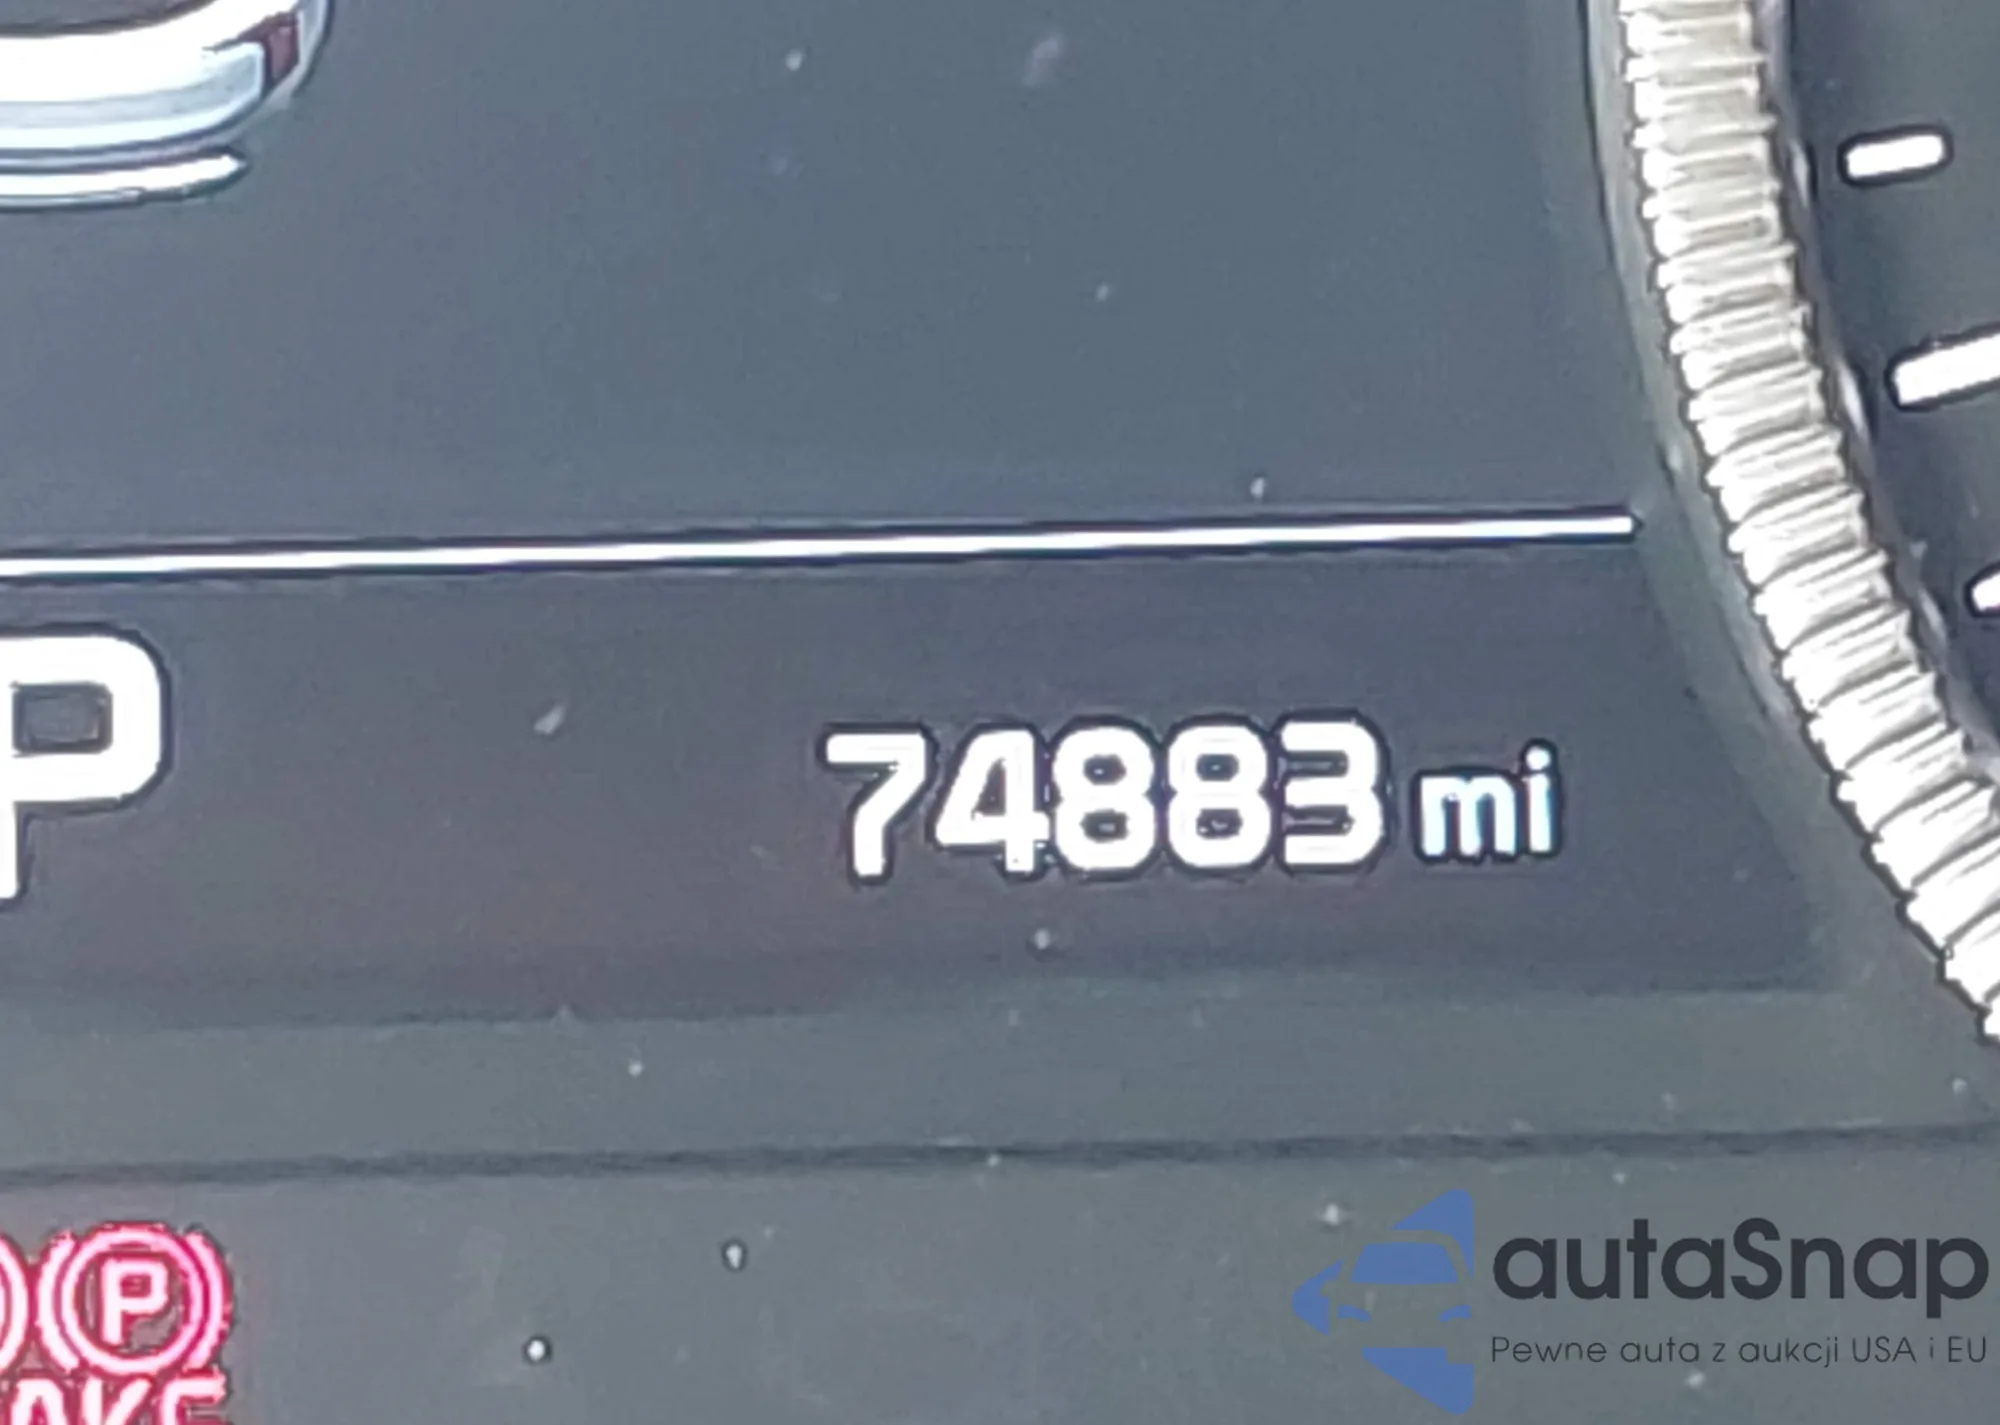 P
74883 mi
P
autaSnap
Pewne auta z aukcji USA i EU